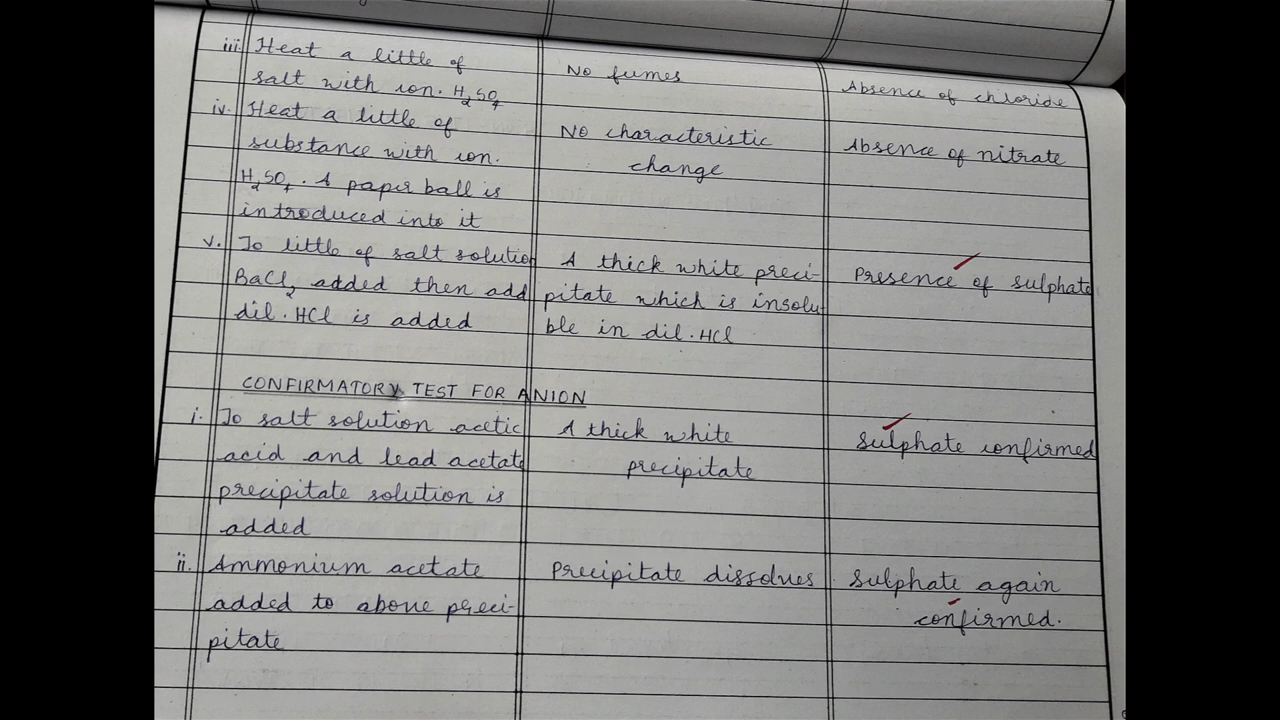 iii. Heat a little of
salt with con. H2SO4
No fumes
Absence of chloride
iv. Heat a little of
substance with con.
H2SO4. A paper ball is
introduced into it
No characteristic
change
Absence of nitrate
v. To little of salt solution
BaCl2 added then add
dil. HCl is added
A thick white preci-
pitate which is insolu-
ble in dil. HCl
Presence of sulphate
CONFIRMATORY TEST FOR ANION
i. To salt solution acetic
acid and lead acetate
precipitate solution is
added
A thick white
precipitate
Sulphate confirmed
ii. Ammonium acetate
added to above preci-
pitate
Precipitate dissolves
Sulphate again
confirmed.